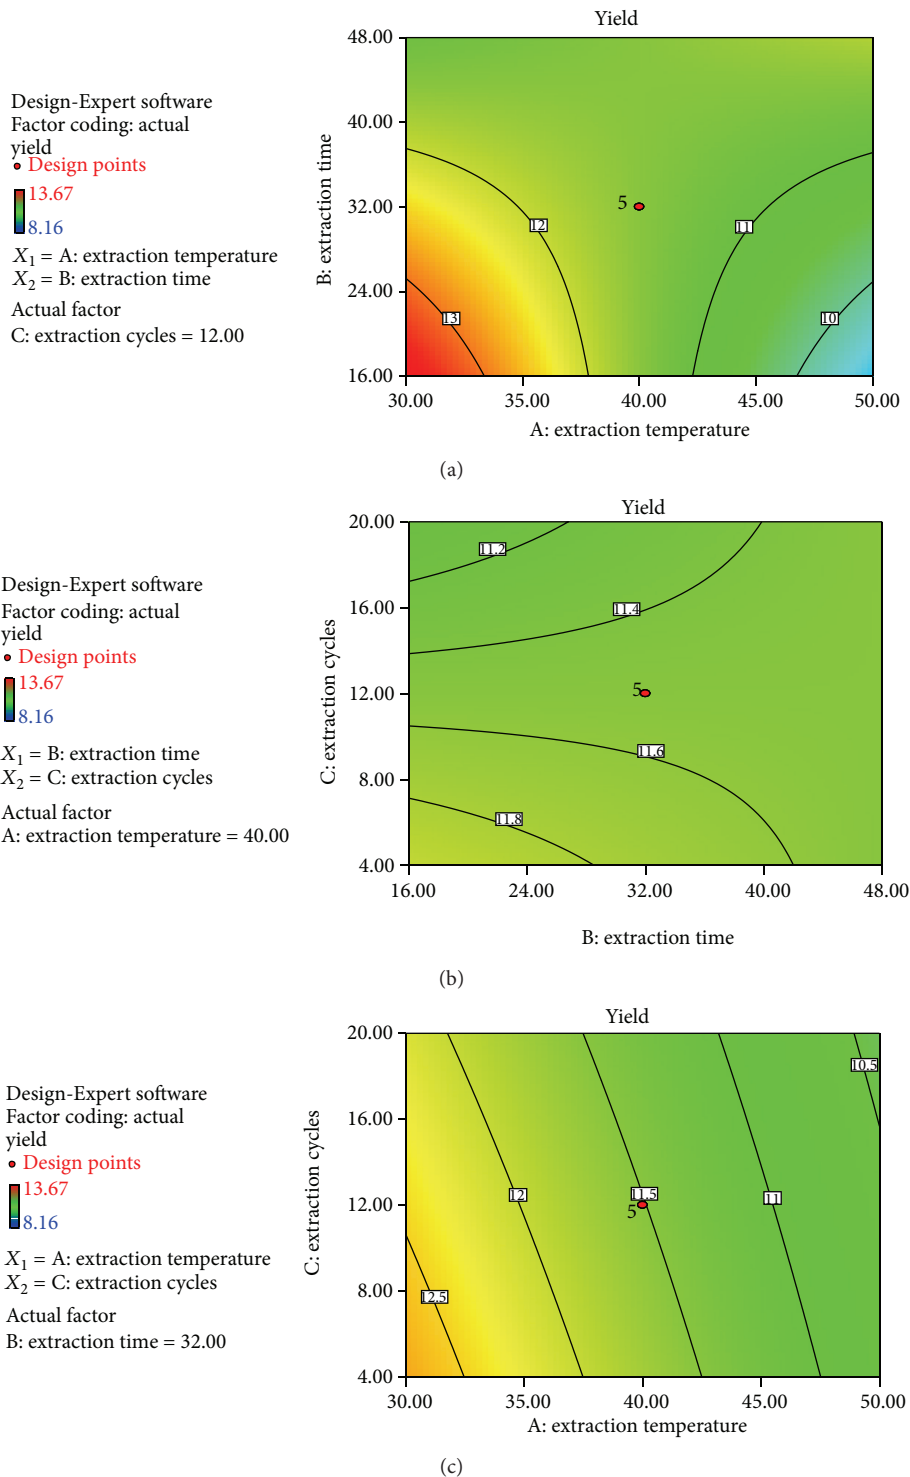 Yield
Design-Expert software
Factor coding: actual
yield
Design points
13.67
8.16
X1 = A: extraction temperature
X2 = B: extraction time
Actual factor
C: extraction cycles = 12.00
B: extraction time
48.00
40.00
32.00
24.00
16.00
12
5
11
13
10
30.00 35.00 40.00 45.00 50.00
A: extraction temperature
(a)
Yield
Design-Expert software
Factor coding: actual
yield
Design points
13.67
8.16
X1 = B: extraction time
X2 = C: extraction cycles
Actual factor
A: extraction temperature = 40.00
C: extraction cycles
20.00
16.00
12.00
8.00
4.00
11.2
11.4
5
11.6
11.8
16.00 24.00 32.00 40.00 48.00
B: extraction time
(b)
Yield
Design-Expert software
Factor coding: actual
yield
Design points
13.67
8.16
X1 = A: extraction temperature
X2 = C: extraction cycles
Actual factor
B: extraction time = 32.00
C: extraction cycles
20.00
16.00
12.00
8.00
4.00
10.5
12
11.5
11
5
12.5
30.00 35.00 40.00 45.00 50.00
A: extraction temperature
(c)